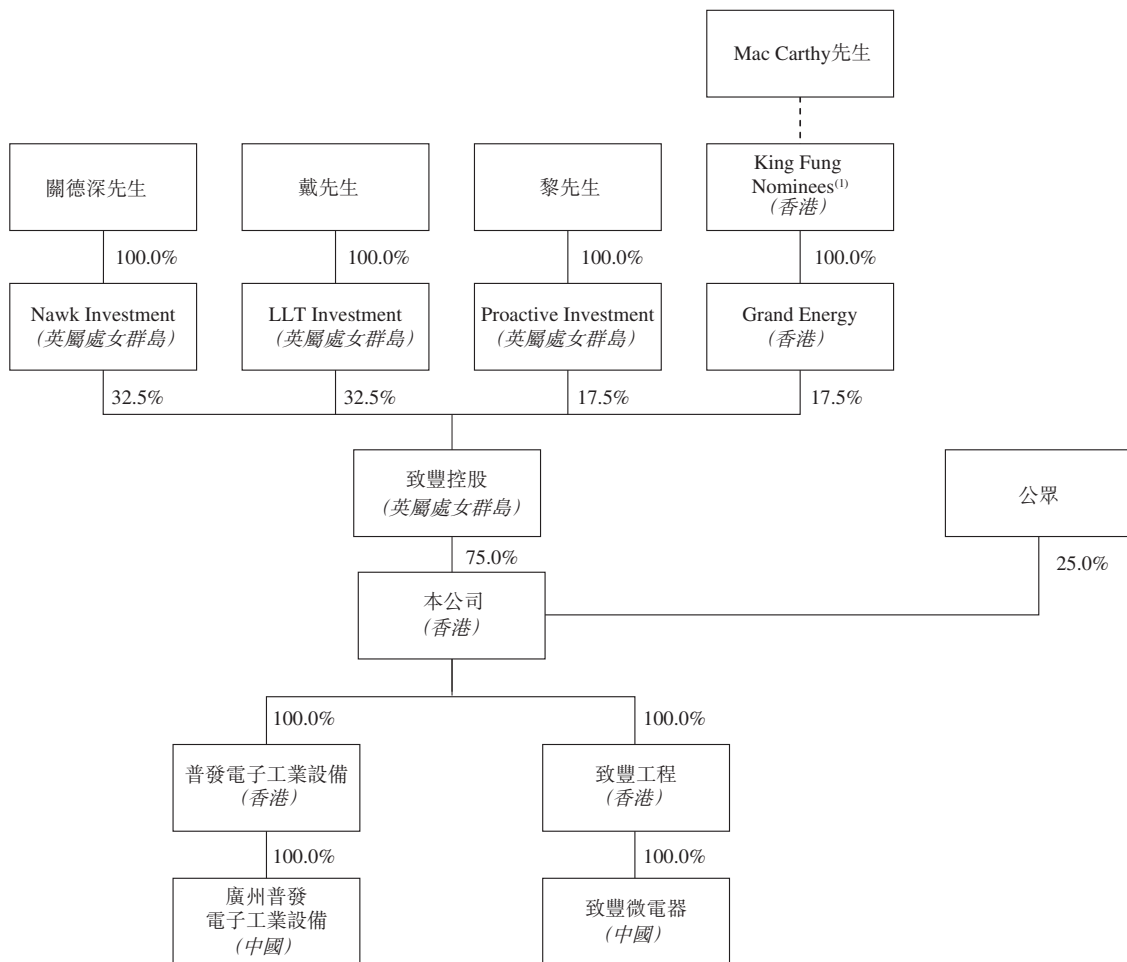 Mac Carthy先生
關德深先生
戴先生
黎先生
King Fung
Nominees(1)
（香港）
100.0%
100.0%
100.0%
100.0%
Nawk Investment
（英屬處女群島）
LLT Investment
（英屬處女群島）
Proactive Investment
（英屬處女群島）
Grand Energy
（香港）
32.5%
32.5%
17.5%
17.5%
致豐控股
（英屬處女群島）
公眾
75.0%
25.0%
本公司
（香港）
100.0%
100.0%
普發電子工業設備
（香港）
致豐工程
（香港）
100.0%
100.0%
廣州普發
電子工業設備
（中國）
致豐微電器
（中國）